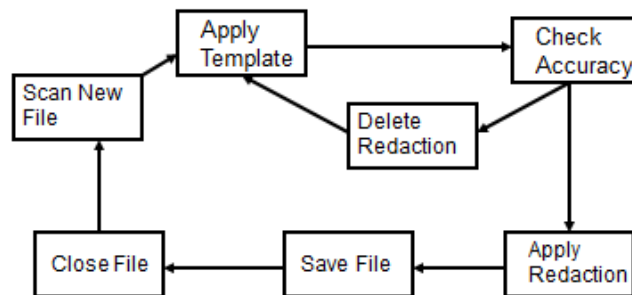 Apply
Template
Check
Accuracy
Scan New
File
Delete
Redaction
Close File
Save File
Apply
Redaction